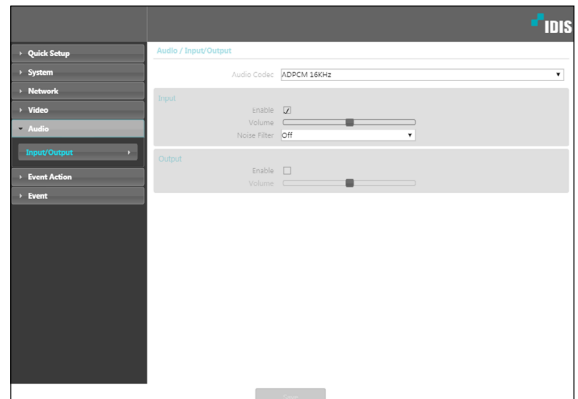 IDIS
Quick Setup
System
Network
Video
Audio
Input/Output
Event Action
Event
Audio / Input/Output
Audio Codec ADPCM 16KHz
Input
Enable
Volume
Noise Filter Off
Output
Enable
Volume